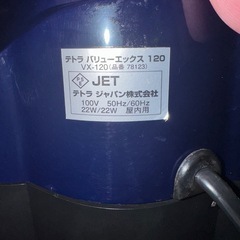 テトラ バリューエックス 120
VX-120(品番 78123)
JET
テトラ ジャパン株式会社
100V 50Hz/60Hz
22W/22W 屋内用